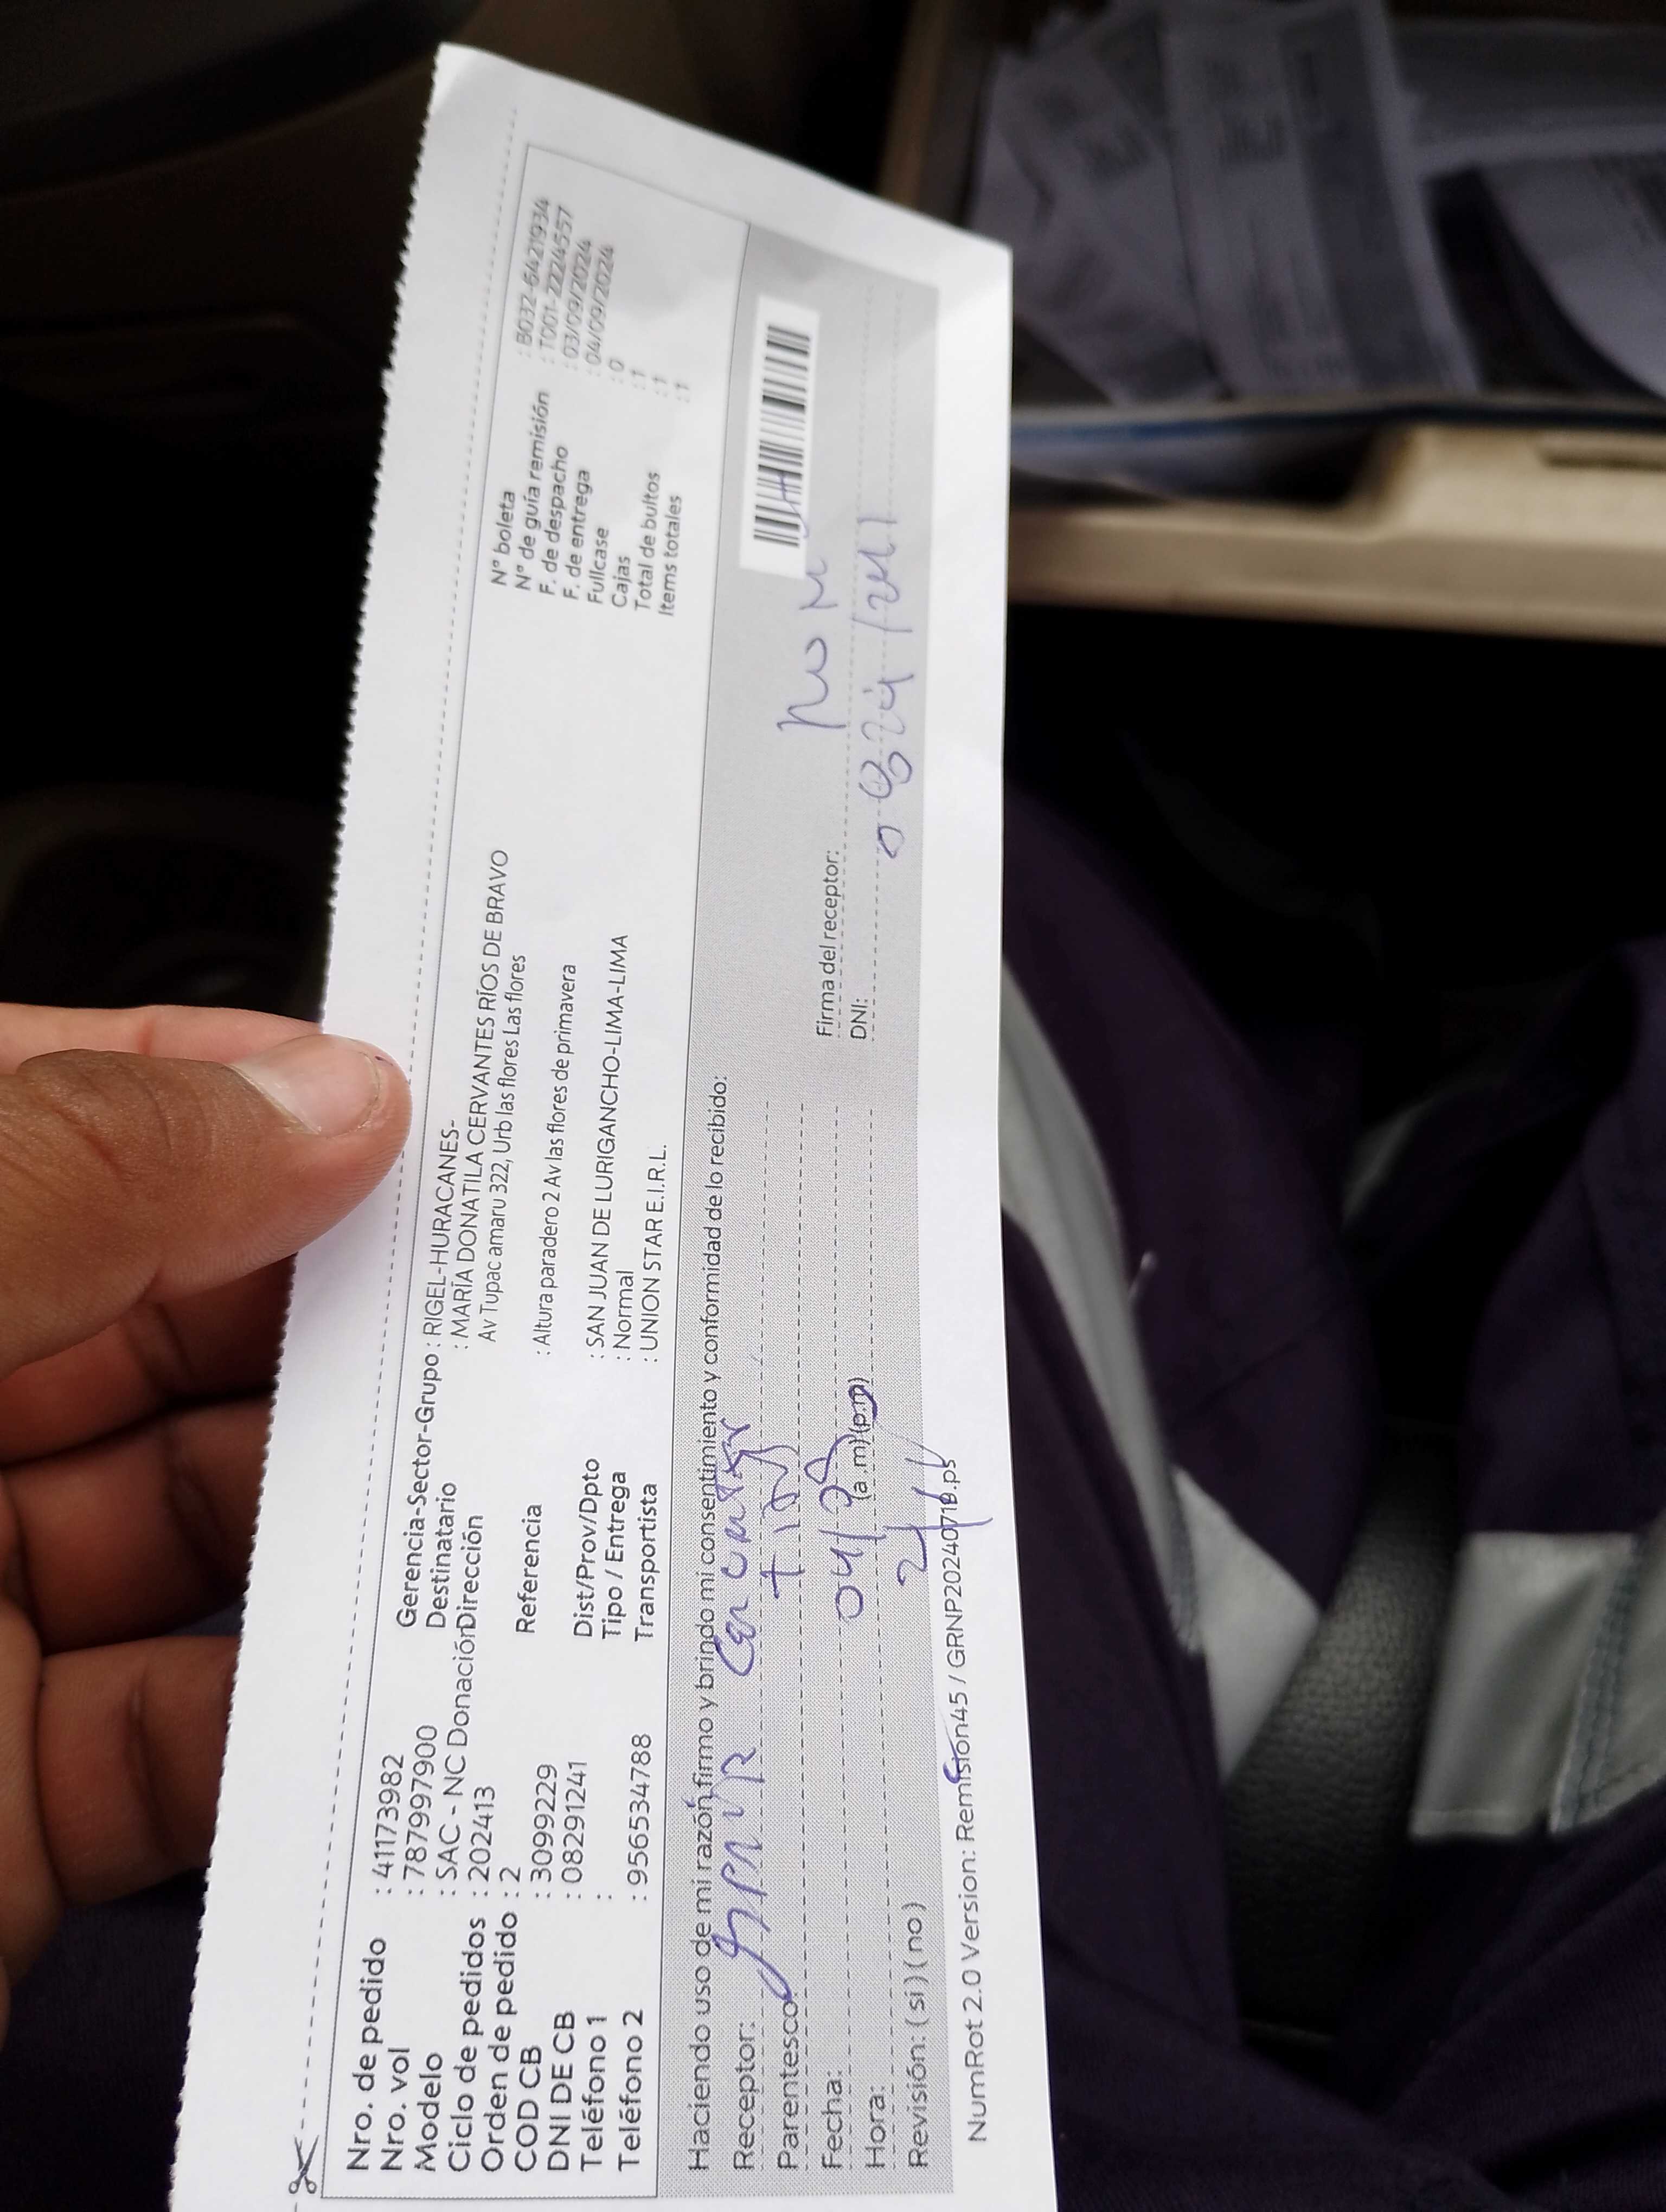 Nro. de pedido : 411173982
Nro. vol : 787997900
Modelo : SAC - NC Donación
Ciclo de pedidos : 202413
Orden de pedido : 2
COD CB : 3099229
DNI DE CB : 08291241
Teléfono 1 :
Teléfono 2 : 956534788
Gerencia-Sector-Grupo : RIGEL-HURACANES-
Destinatario : MARÍA DONATILA CERVANTES RÍOS DE BRAVO
Dirección Av Tupac amaru 322, Urb las flores Las flores
Referencia : Altura paradero 2 Av las flores de primavera
Dist/Prov/Dpto : SAN JUAN DE LURIGANCHO-LIMA-LIMA
Tipo / Entrega : Normal
Transportista : UNION STAR E.I.R.L.
N° boleta : B032-6421934
N° de guía remisión : T001-22224557
F. de despacho : 03/09/2024
F. de entrega : 04/09/2024
Fullcase : 0
Cajas : 1
Total de bultos : 1
Items totales : 1
Haciendo uso de mi razón, firmo y brindo mi consentimiento y conformidad de lo recibido:
Receptor:
Parentesco:
Fecha: 04/9
Hora: (a.m) (p.m)
Revisión: ( si ) ( no )
Firma del receptor:
DNI:
NumRot 2.0 Version: Remision45 / GRNP20240071B.ps